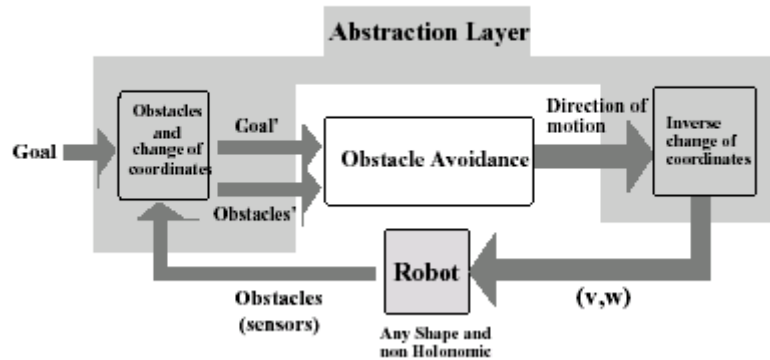 Abstraction Layer
Goal
Obstacles
and
change of
coordinates
Goal'
Obstacles'
Obstacle Avoidance
Direction of
motion
Inverse
change of
coordinates
Obstacles
(sensors)
Robot
Any Shape and
non Holonomic
(v,w)